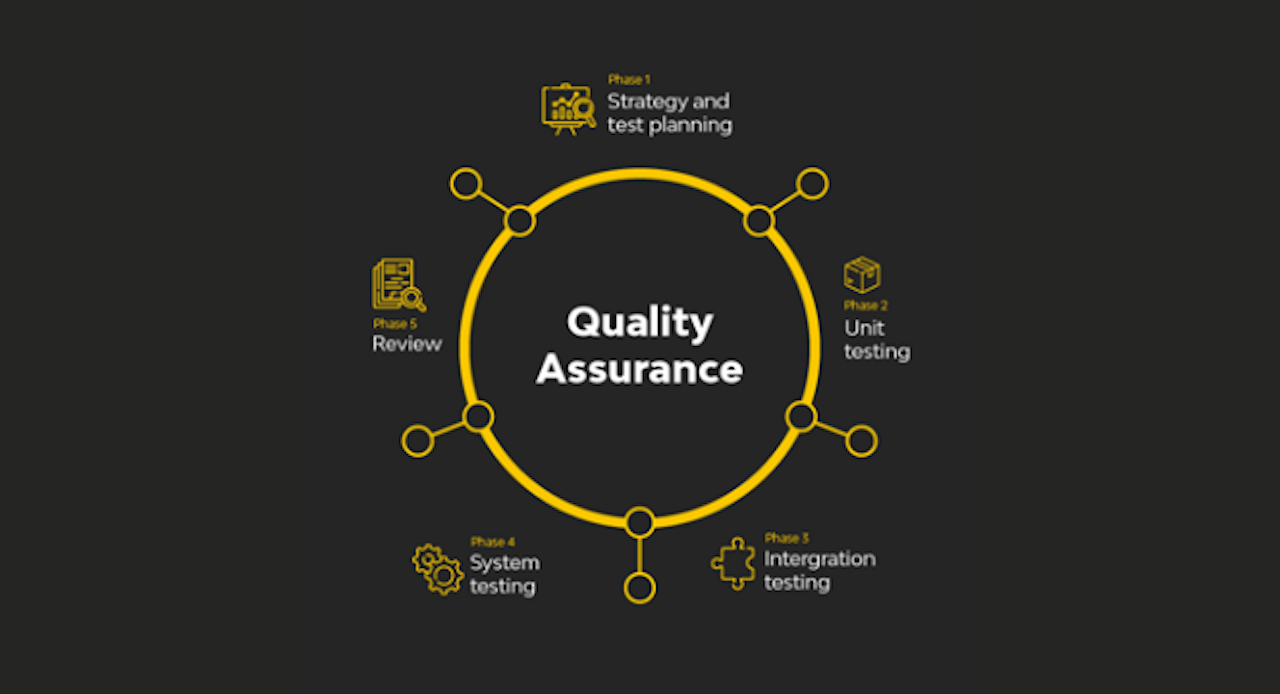 Phase 1
Strategy and
test planning
Phase 2
Unit
testing
Phase 3
Intergration
testing
Phase 4
System
testing
Phase 5
Review
Quality
Assurance